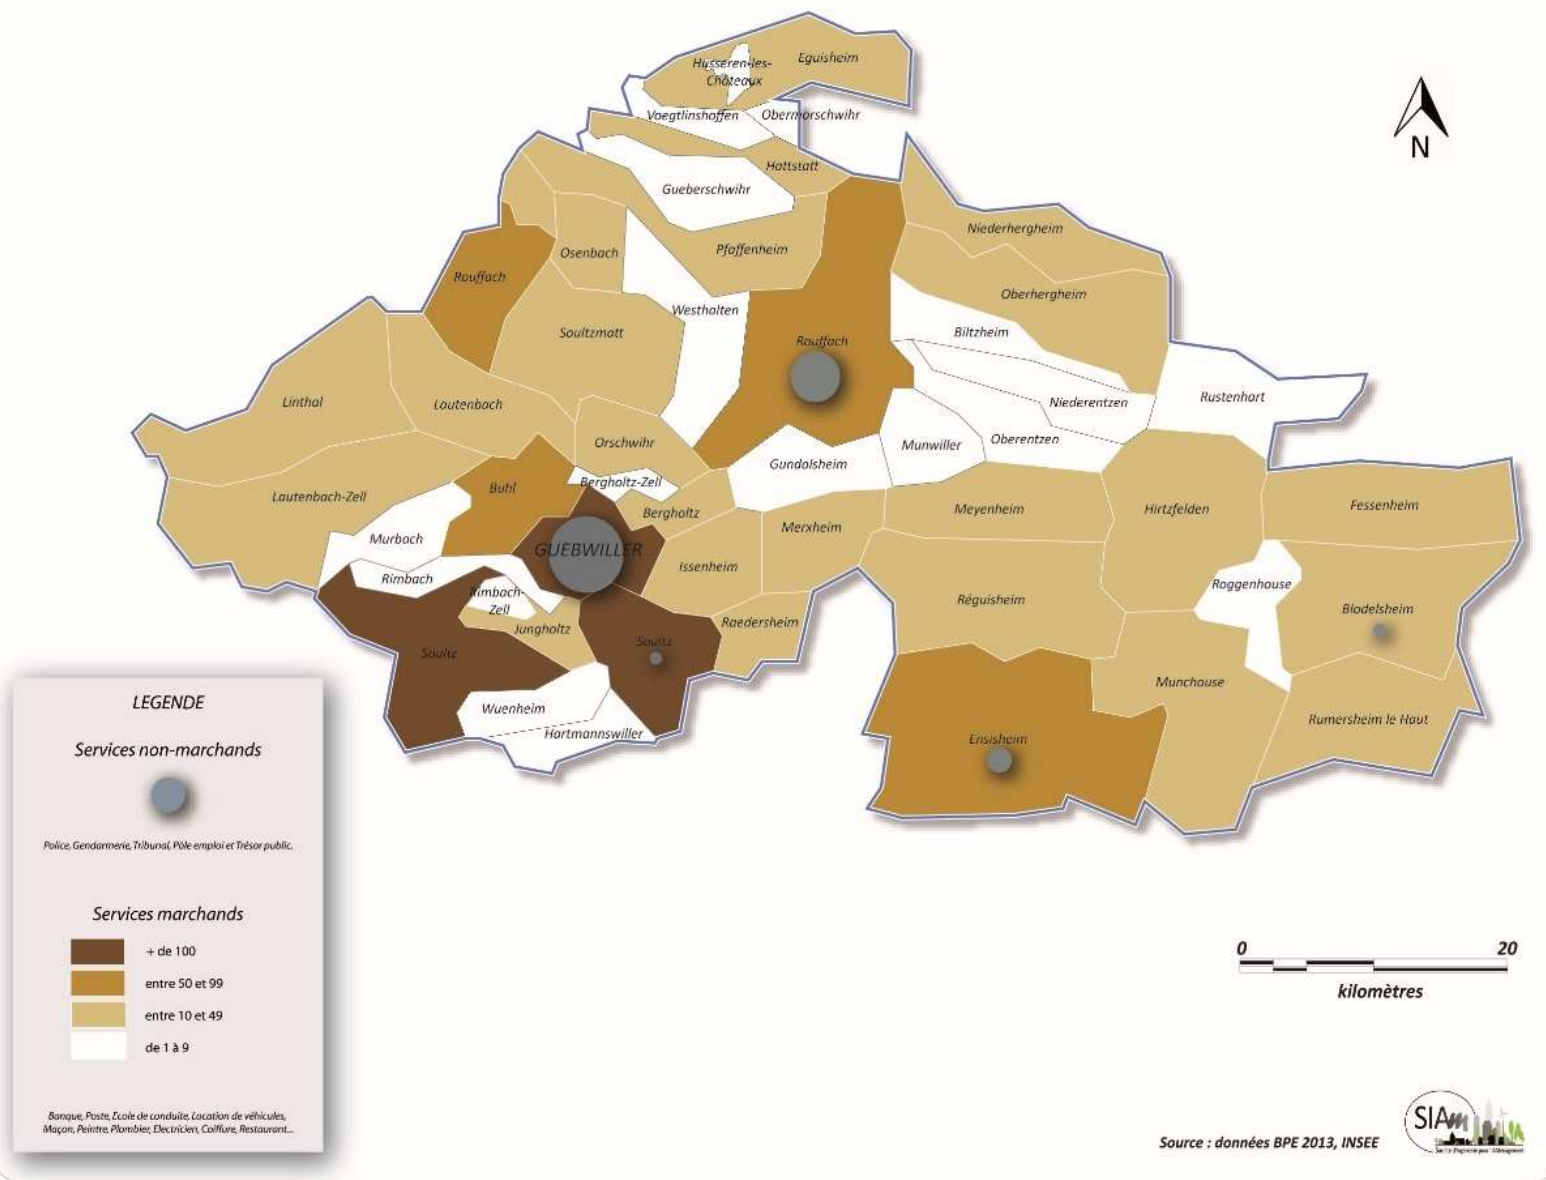 Eguisheim
Husseren-les-
Châteaux
Voegtlinshoffen
Obermorschwihr
N
Hattstatt
Gueberschwihr
Niederhergheim
Osenbach
Pfaffenheim
Rouffach
Oberhergheim
Westhalten
Soultzmatt
Biltzheim
Rouffach
Linthal
Lautenbach
Niederentzen
Rustenhart
Orschwihr
Munwiller
Oberentzen
Gundolsheim
Bergholtz-Zell
Buhl
Lautenbach-Zell
Bergholtz
Meyenheim
Hirtzfelden
Fessenheim
Merxheim
Murbach
GUEBWILLER
Issenheim
Rimbach
Roggenhouse
Rimbach-
Zell
Réguisheim
Blodelsheim
Jungholtz
Raedersheim
Soultz
Soultz
Munchouse
Wuenheim
Rumersheim le Haut
Hartmannswiller
Ensisheim
LEGENDE
Services non-marchands
Police, Gendarmerie, Tribunal, Pôle emploi et Trésor public.
Services marchands
+ de 100
entre 50 et 99
entre 10 et 49
de 1 à 9
Banque, Poste, Ecole de conduite, Location de véhicules,
Maçon, Peintre, Plombier, Electricien, Coiffure, Restaurant...
0 20
kilomètres
Source : données BPE 2013, INSEE
SIAm